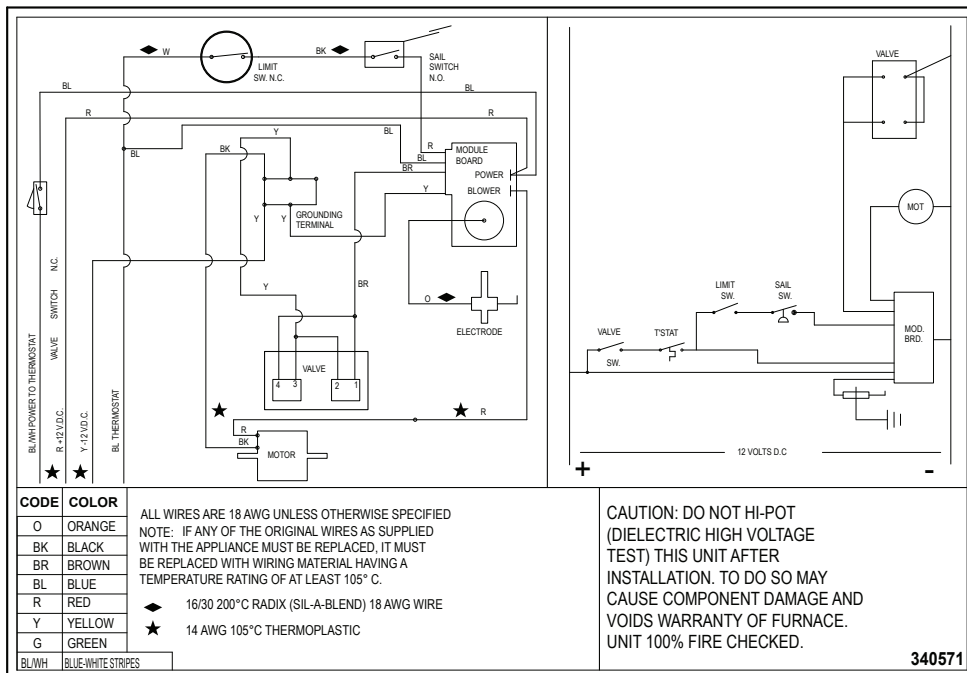 W
LIMIT
SW. N.C.
BK
SAIL
SWITCH
N.O.
BL
BL
R
R
Y
BL
BL
BK
R
BL
BR
Y
MODULE
BOARD
POWER
BLOWER
Y
Y
GROUNDING
TERMINAL
Y
BR
O
ELECTRODE
VALVE
4
3
2
1
R
R
BK
MOTOR
BL/WH POWER TO THERMOSTAT
VALVE SWITCH N.C.
R +12 V.D.C.
Y -12 V.D.C.
BL THERMOSTAT
VALVE
MOT
LIMIT
SW.
SAIL
SW.
VALVE
SW.
T'STAT
MOD.
BRD.
12 VOLTS D.C
+
-
CODE COLOR
O ORANGE
BK BLACK
BR BROWN
BL BLUE
R RED
Y YELLOW
G GREEN
BL/WH BLUE-WHITE STRIPES
ALL WIRES ARE 18 AWG UNLESS OTHERWISE SPECIFIED
NOTE: IF ANY OF THE ORIGINAL WIRES AS SUPPLIED
WITH THE APPLIANCE MUST BE REPLACED, IT MUST
BE REPLACED WITH WIRING MATERIAL HAVING A
TEMPERATURE RATING OF AT LEAST 105° C.
16/30 200°C RADIX (SIL-A-BLEND) 18 AWG WIRE
14 AWG 105°C THERMOPLASTIC
CAUTION: DO NOT HI-POT
(DIELECTRIC HIGH VOLTAGE
TEST) THIS UNIT AFTER
INSTALLATION. TO DO SO MAY
CAUSE COMPONENT DAMAGE AND
VOIDS WARRANTY OF FURNACE.
UNIT 100% FIRE CHECKED.
340571